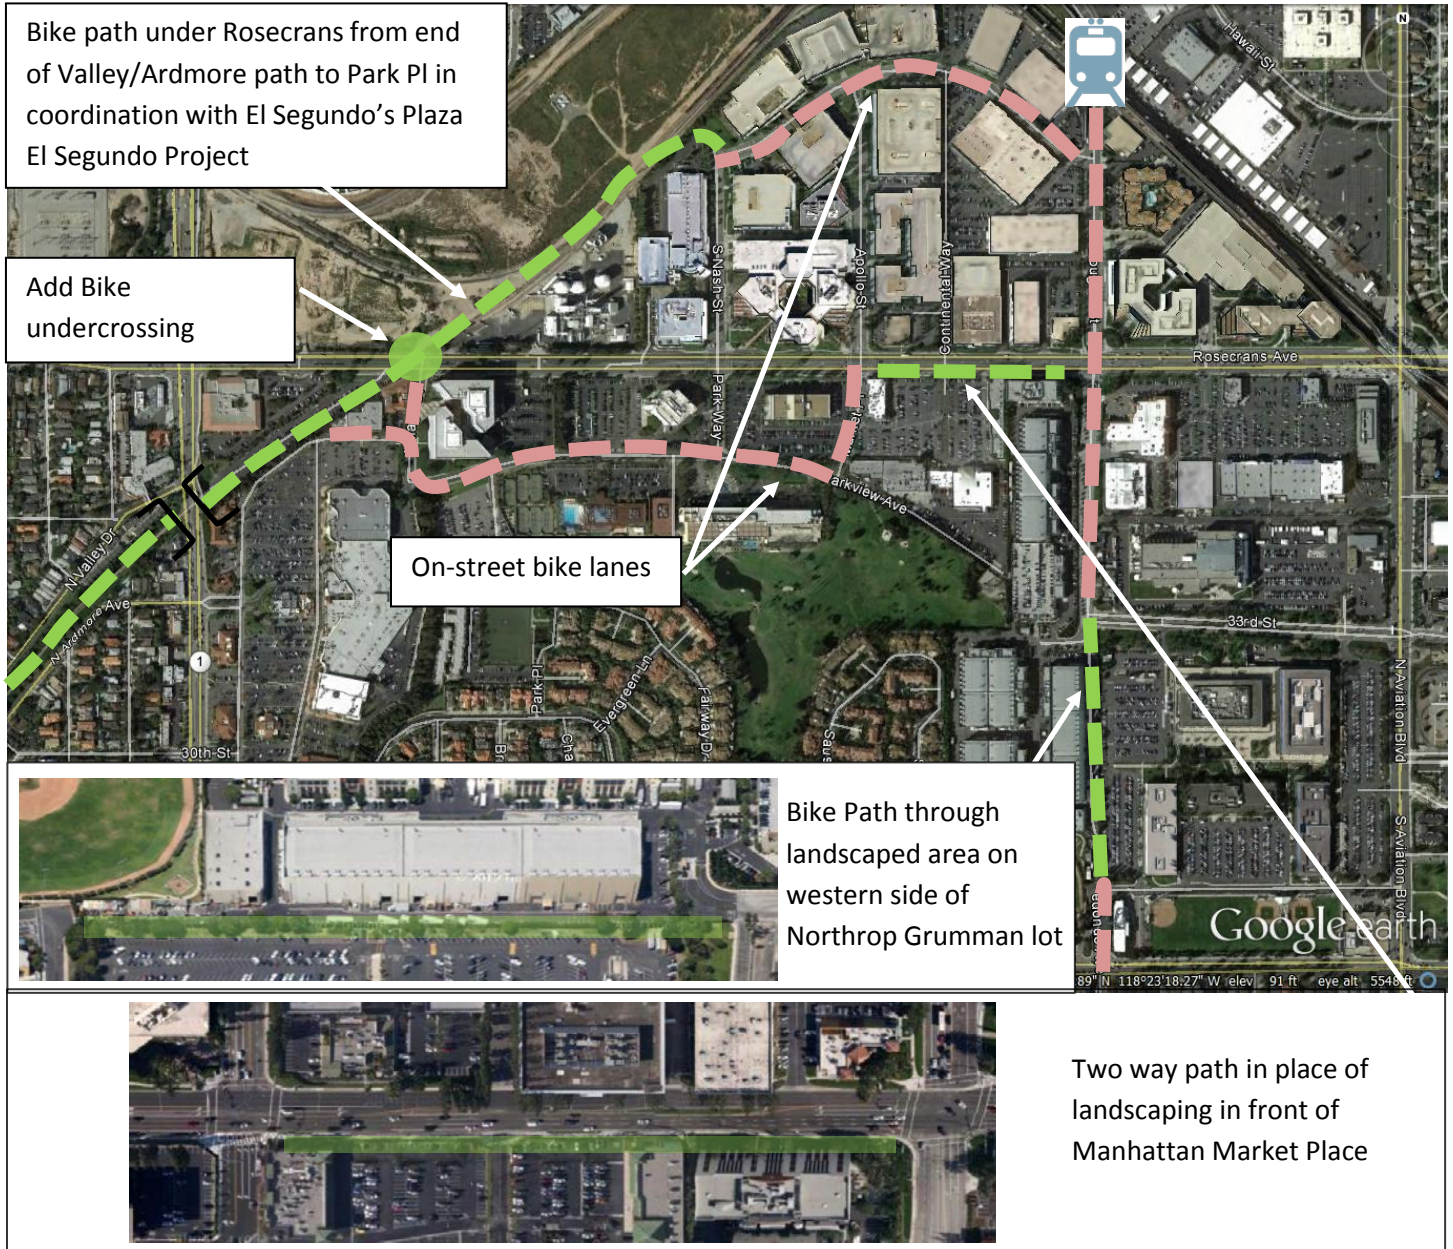 Bike path under Rosecrans from end
of Valley/Ardmore path to Park Pl in
coordination with El Segundo's Plaza
El Segundo Project
Hawaii St
N
Add Bike
undercrossing
S Nash St
Apollo St
Continental Way
Rosecrans Ave
Park Way
arkview Ave
On-street bike lanes
N Valley Dr
N Ardmore Ave
1
33rd St
Park Pl
Evergreen Ln
Fairway Dr
N Aviation Blvd
30th St
S Aviation Blvd
Bike Path through
landscaped area on
western side of
Northrop Grumman lot
Google earth
89" N 118°23'18.27" W elev 91 ft eye alt 5548 ft
Two way path in place of
landscaping in front of
Manhattan Market Place